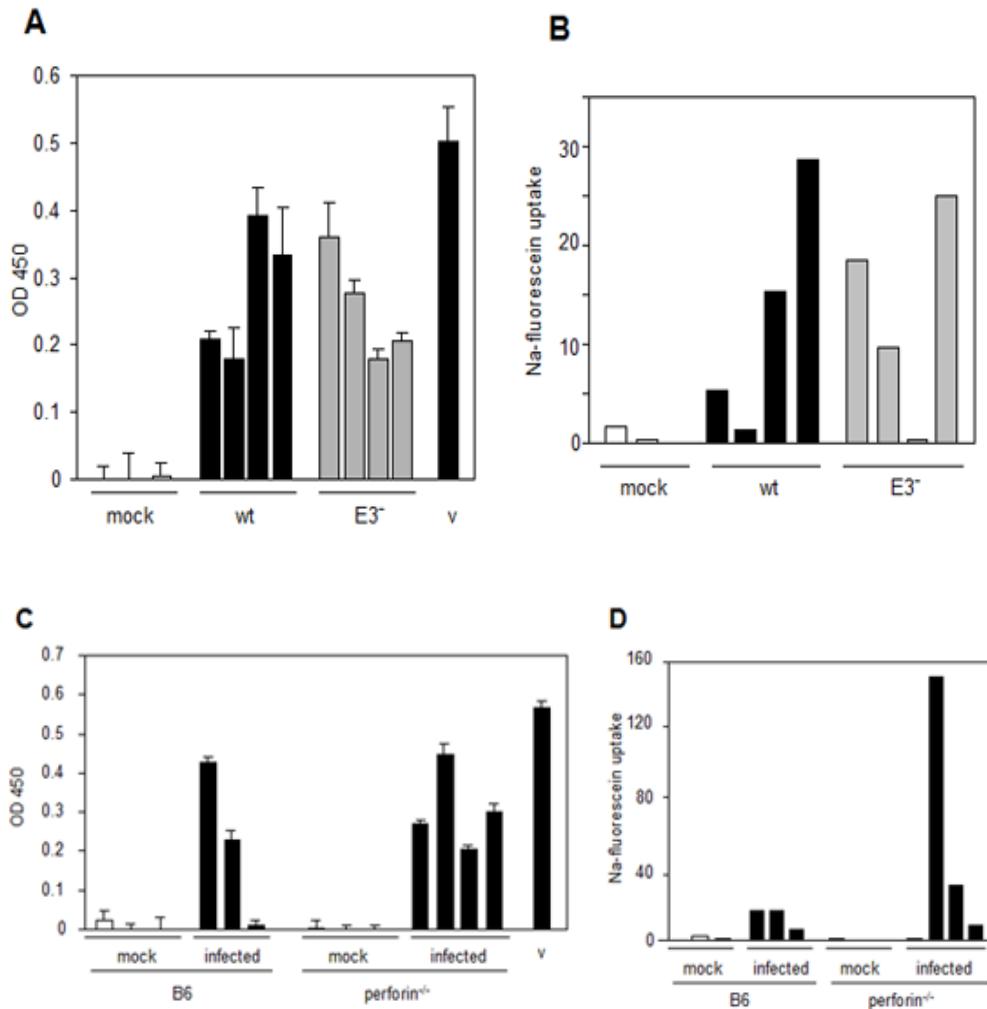 A
OD 450
0.6
0.5
0.4
0.3
0.2
0.1
0
mock wt E3⁻ v
B
Na-fluorescein uptake
30
20
10
0
mock wt E3⁻
C
OD 450
0.7
0.6
0.5
0.4
0.3
0.2
0.1
0
mock infected mock infected v
B6 perforin⁻/⁻
D
Na-fluorescein uptake
160
120
80
40
0
mock infected mock infected
B6 perforin⁻/⁻